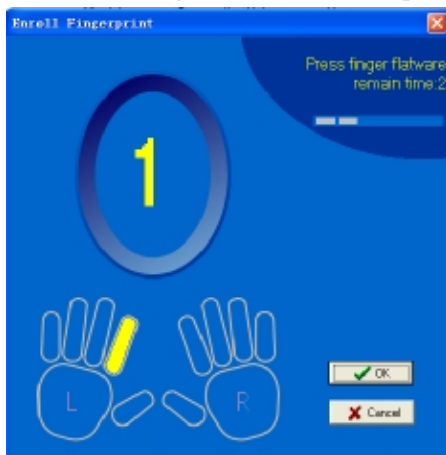 Enroll Fingerprint
Press finger flatware
remain time:2
1
L
R
OK
Cancel